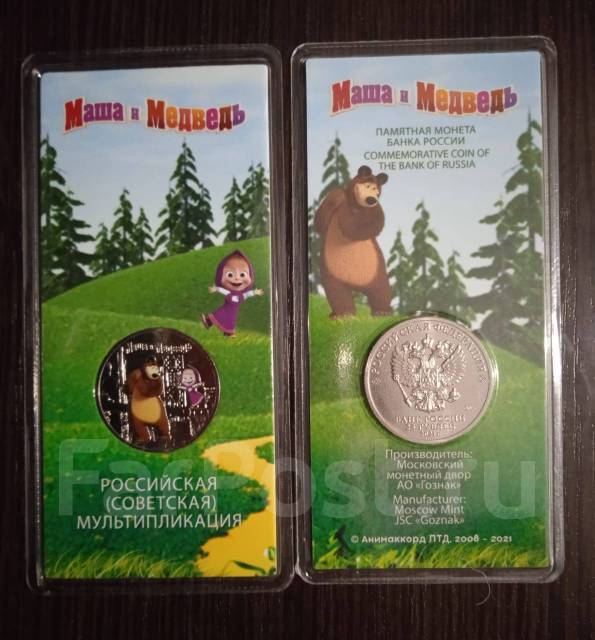 Маша и Медведь
Маша и Медведь
РОССИЙСКАЯ
(СОВЕТСКАЯ)
МУЛЬТИПЛИКАЦИЯ
Маша и Медведь
ПАМЯТНАЯ МОНЕТА
БАНКА РОССИИ
COMMEMORATIVE COIN OF
THE BANK OF RUSSIA
РОССИЙСКАЯ ФЕДЕРАЦИЯ
БАНК РОССИИ
Производитель:
Московский
монетный двор
АО «Гознак»
Manufacturer:
Moscow Mint
JSC «Goznak»
© Анимаккорд ЛТД. 2008 - 2021
FarPost.ru